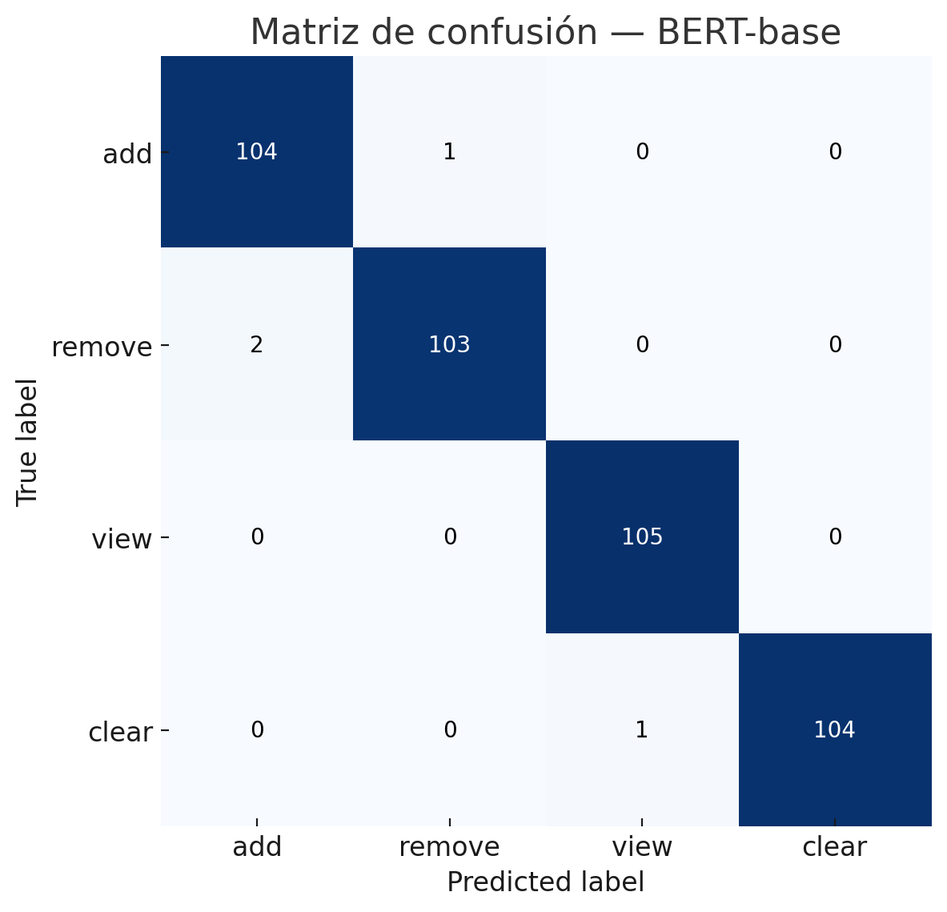 Matriz de confusión — BERT-base
add 104 1 0 0
remove 2 103 0 0
view 0 0 105 0
clear 0 0 1 104
add remove view clear
Predicted label
True label